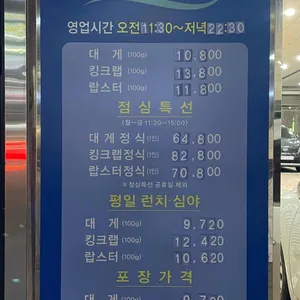 영업시간 오전11:30~저녁22:30
대 게 (100g) 10,800
킹크랩 (100g) 13,800
랍스터 (100g) 11,800
점심특선
(월~금 11:30~15:00)
대게정식 (1인) 64,800
킹크랩정식 (1인) 82,800
랍스터정식 (1인) 70,800
※ 점심특선 공휴일 제외
평일 런치·심야
대 게 (100g) 9,720
킹크랩 (100g) 12,420
랍스터 (100g) 10,620
포장가격
대 게 (100g) 9,720